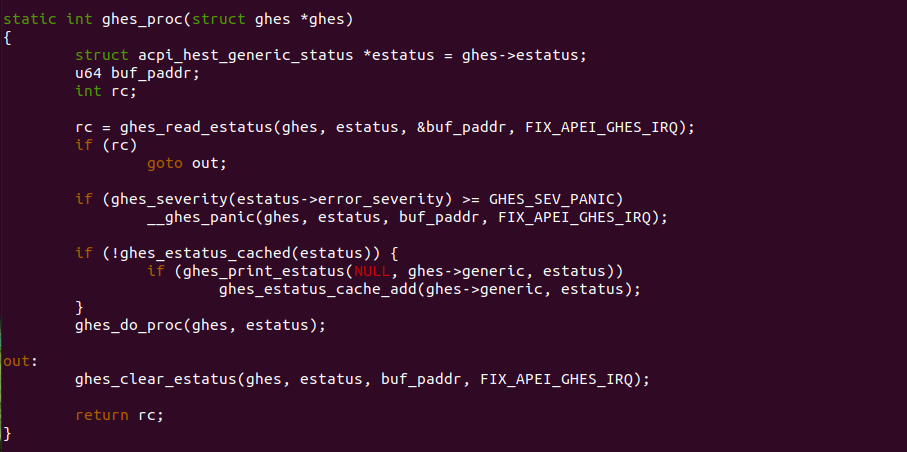 static int ghes_proc(struct ghes *ghes)
{
        struct acpi_hest_generic_status *estatus = ghes->estatus;
        u64 buf_paddr;
        int rc;

        rc = ghes_read_estatus(ghes, estatus, &buf_paddr, FIX_APEI_GHES_IRQ);
        if (rc)
                goto out;

        if (ghes_severity(estatus->error_severity) >= GHES_SEV_PANIC)
                __ghes_panic(ghes, estatus, buf_paddr, FIX_APEI_GHES_IRQ);

        if (!ghes_estatus_cached(estatus)) {
                if (ghes_print_estatus(NULL, ghes->generic, estatus))
                        ghes_estatus_cache_add(ghes->generic, estatus);
        }
        ghes_do_proc(ghes, estatus);

out:
        ghes_clear_estatus(ghes, estatus, buf_paddr, FIX_APEI_GHES_IRQ);

        return rc;
}